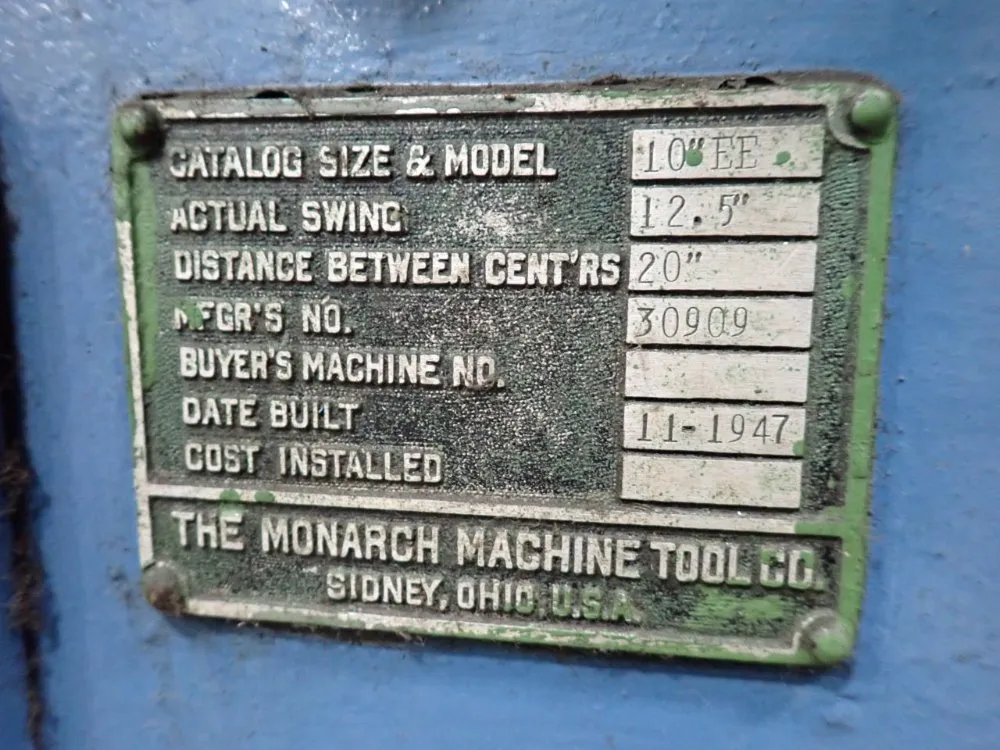 CATALOG SIZE & MODEL 10" EE
ACTUAL SWING 12.5"
DISTANCE BETWEEN CENT'RS 20"
MFGR'S NO. 30909
BUYER'S MACHINE NO.
DATE BUILT 11-1947
COST INSTALLED
THE MONARCH MACHINE TOOL CO.
SIDNEY, OHIO, U.S.A.